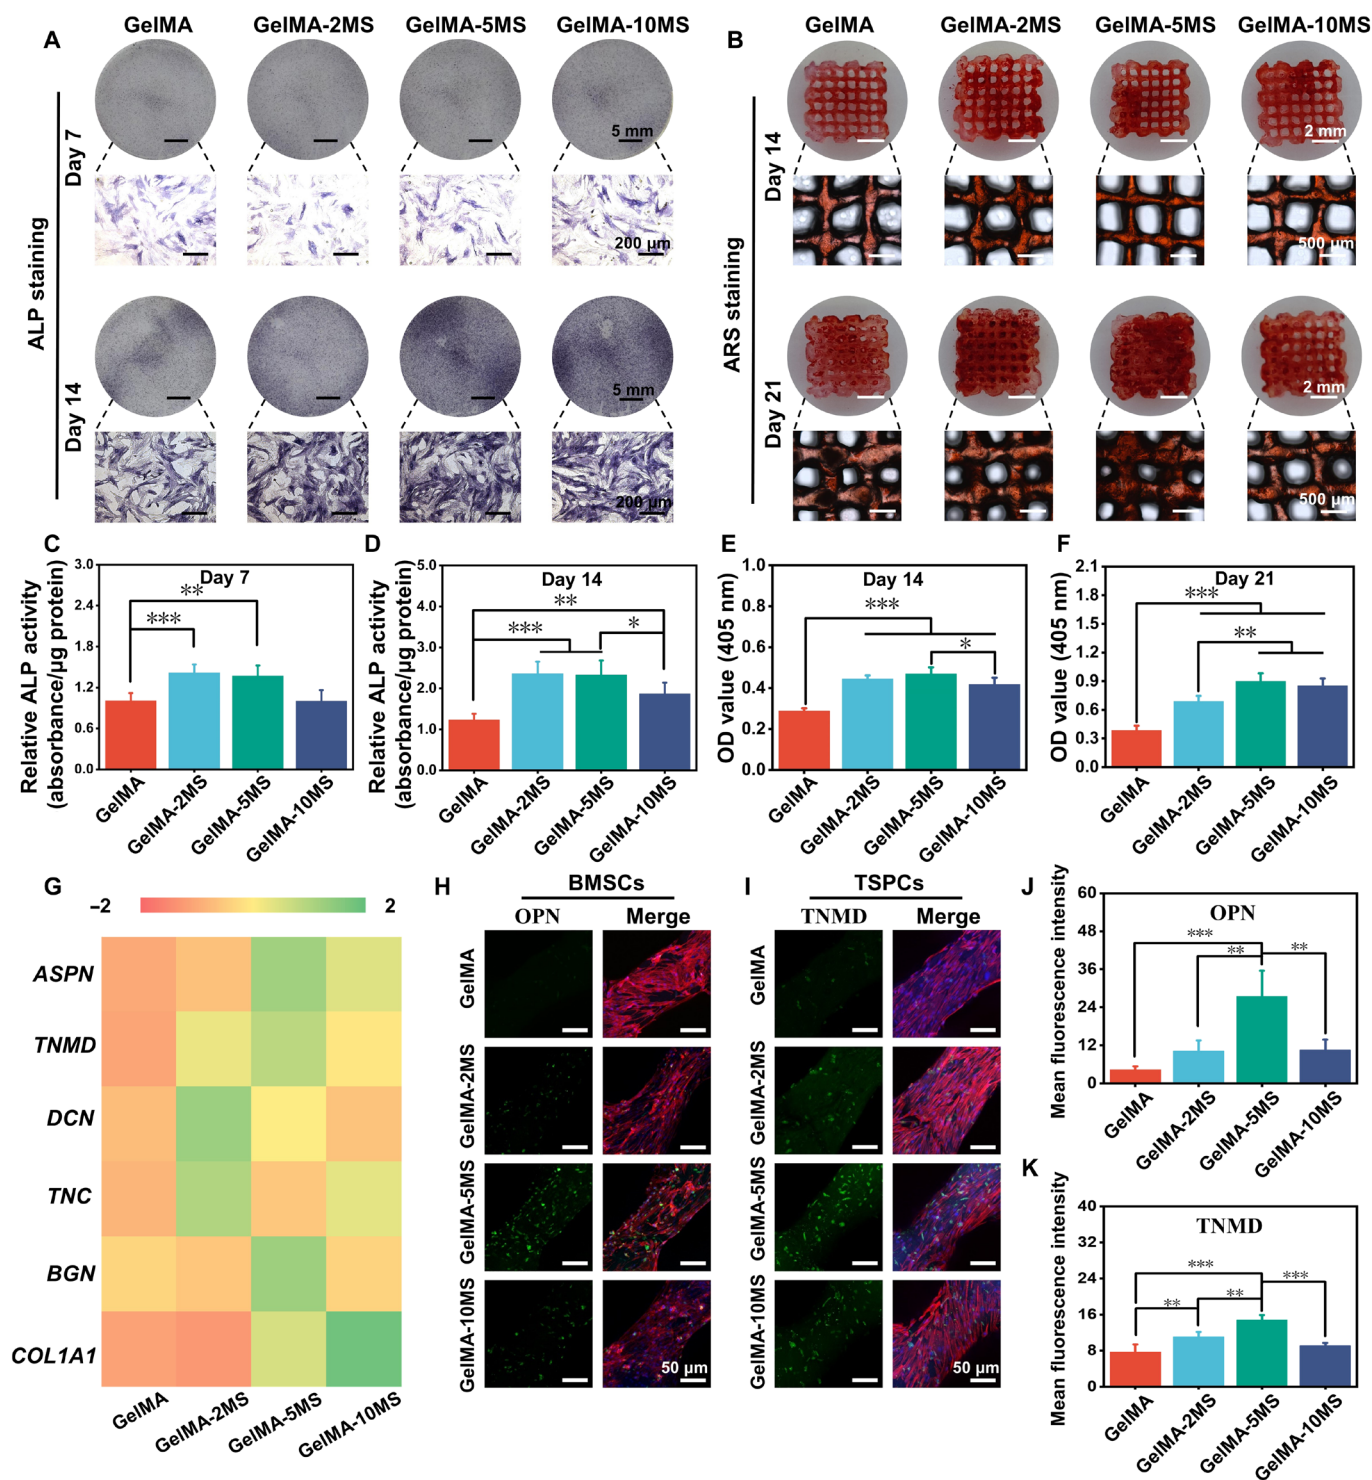 A
GelMA GelMA-2MS GelMA-5MS GelMA-10MS
ALP staining
Day 7
5 mm
200 μm
Day 14
5 mm
200 μm
B
GelMA GelMA-2MS GelMA-5MS GelMA-10MS
ARS staining
Day 14
2 mm
500 μm
Day 21
2 mm
500 μm
C
Relative ALP activity
(absorbance/μg protein)
3.0
2.4
1.8
1.2
0.6
0.0
Day 7
**
***
GelMA GelMA-2MS GelMA-5MS GelMA-10MS
D
Relative ALP activity
(absorbance/μg protein)
5.0
4.0
3.0
2.0
1.0
0.0
Day 14
**
***
*
GelMA GelMA-2MS GelMA-5MS GelMA-10MS
E
OD value (405 nm)
1.0
0.8
0.6
0.4
0.2
0.0
Day 14
***
*
GelMA GelMA-2MS GelMA-5MS GelMA-10MS
F
OD value (405 nm)
2.1
1.8
1.5
1.2
0.9
0.6
0.3
0.0
Day 21
***
**
GelMA GelMA-2MS GelMA-5MS GelMA-10MS
G
−2 2
ASPN
TNMD
DCN
TNC
BGN
COL1A1
GelMA GelMA-2MS GelMA-5MS GelMA-10MS
H
BMSCs
OPN Merge
GelMA
GelMA-2MS
GelMA-5MS
GelMA-10MS
50 μm
I
TSPCs
TNMD Merge
GelMA
GelMA-2MS
GelMA-5MS
GelMA-10MS
50 μm
J
Mean fluorescence intensity
60
48
36
24
12
0
OPN
***
**
**
GelMA GelMA-2MS GelMA-5MS GelMA-10MS
K
Mean fluorescence intensity
40
32
24
16
8
0
TNMD
***
***
**
**
GelMA GelMA-2MS GelMA-5MS GelMA-10MS